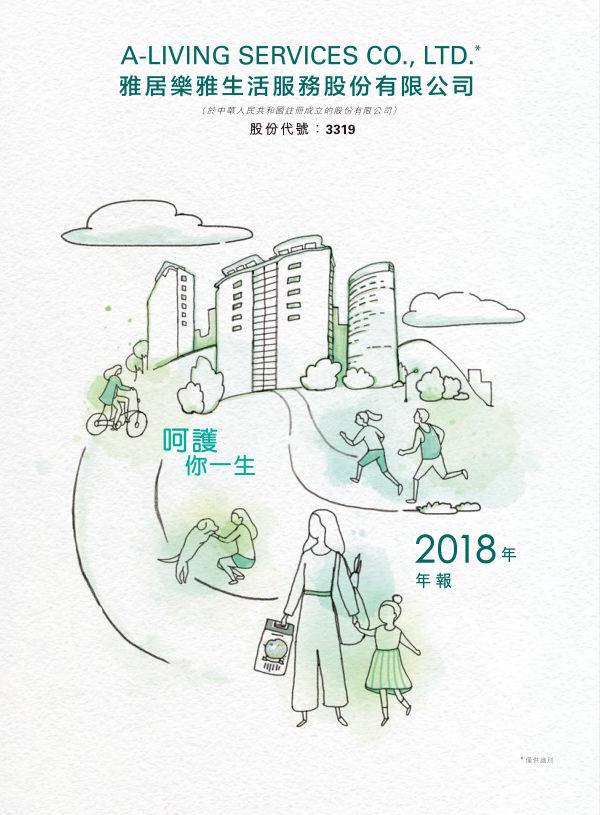 A-LIVING SERVICES CO., LTD.*
雅居樂雅生活服務股份有限公司
（於中華人民共和國註冊成立的股份有限公司）
股份代號：3319
呵護
你一生
2018年
年報
* 僅供識別